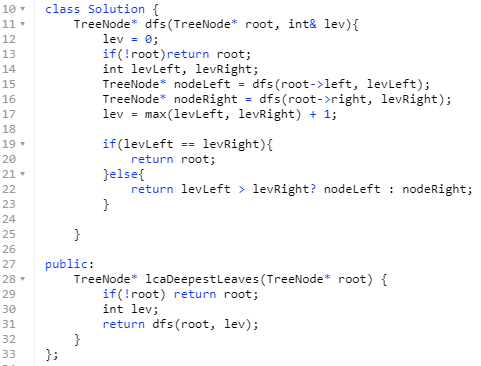 10 class Solution {
11     TreeNode* dfs(TreeNode* root, int& lev){
12         lev = 0;
13         if(!root)return root;
14         int levLeft, levRight;
15         TreeNode* nodeLeft = dfs(root->left, levLeft);
16         TreeNode* nodeRight = dfs(root->right, levRight);
17         lev = max(levLeft, levRight) + 1;
18
19         if(levLeft == levRight){
20             return root;
21         }else{
22             return levLeft > levRight? nodeLeft : nodeRight;
23         }
24
25     }
26
27 public:
28     TreeNode* lcaDeepestLeaves(TreeNode* root) {
29         if(!root) return root;
30         int lev;
31         return dfs(root, lev);
32     }
33 };